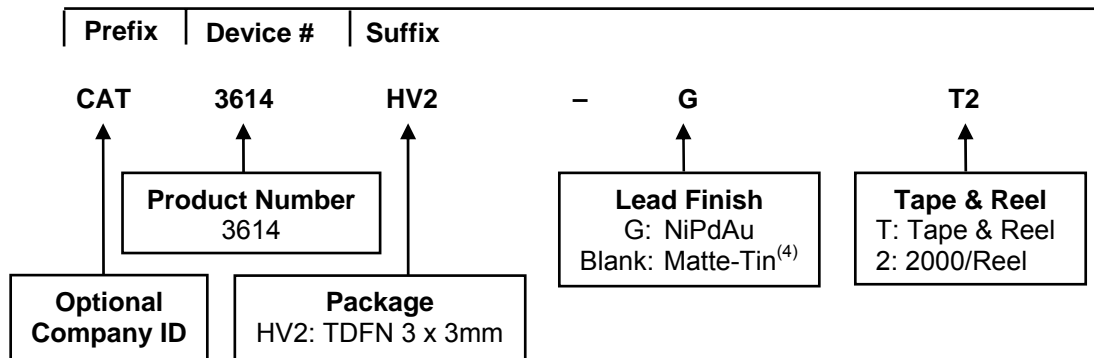 Prefix Device # Suffix
CAT 3614 HV2 – G T2
Product Number
3614
Lead Finish
G: NiPdAu
Blank: Matte-Tin(4)
Tape & Reel
T: Tape & Reel
2: 2000/Reel
Optional
Company ID
Package
HV2: TDFN 3 x 3mm